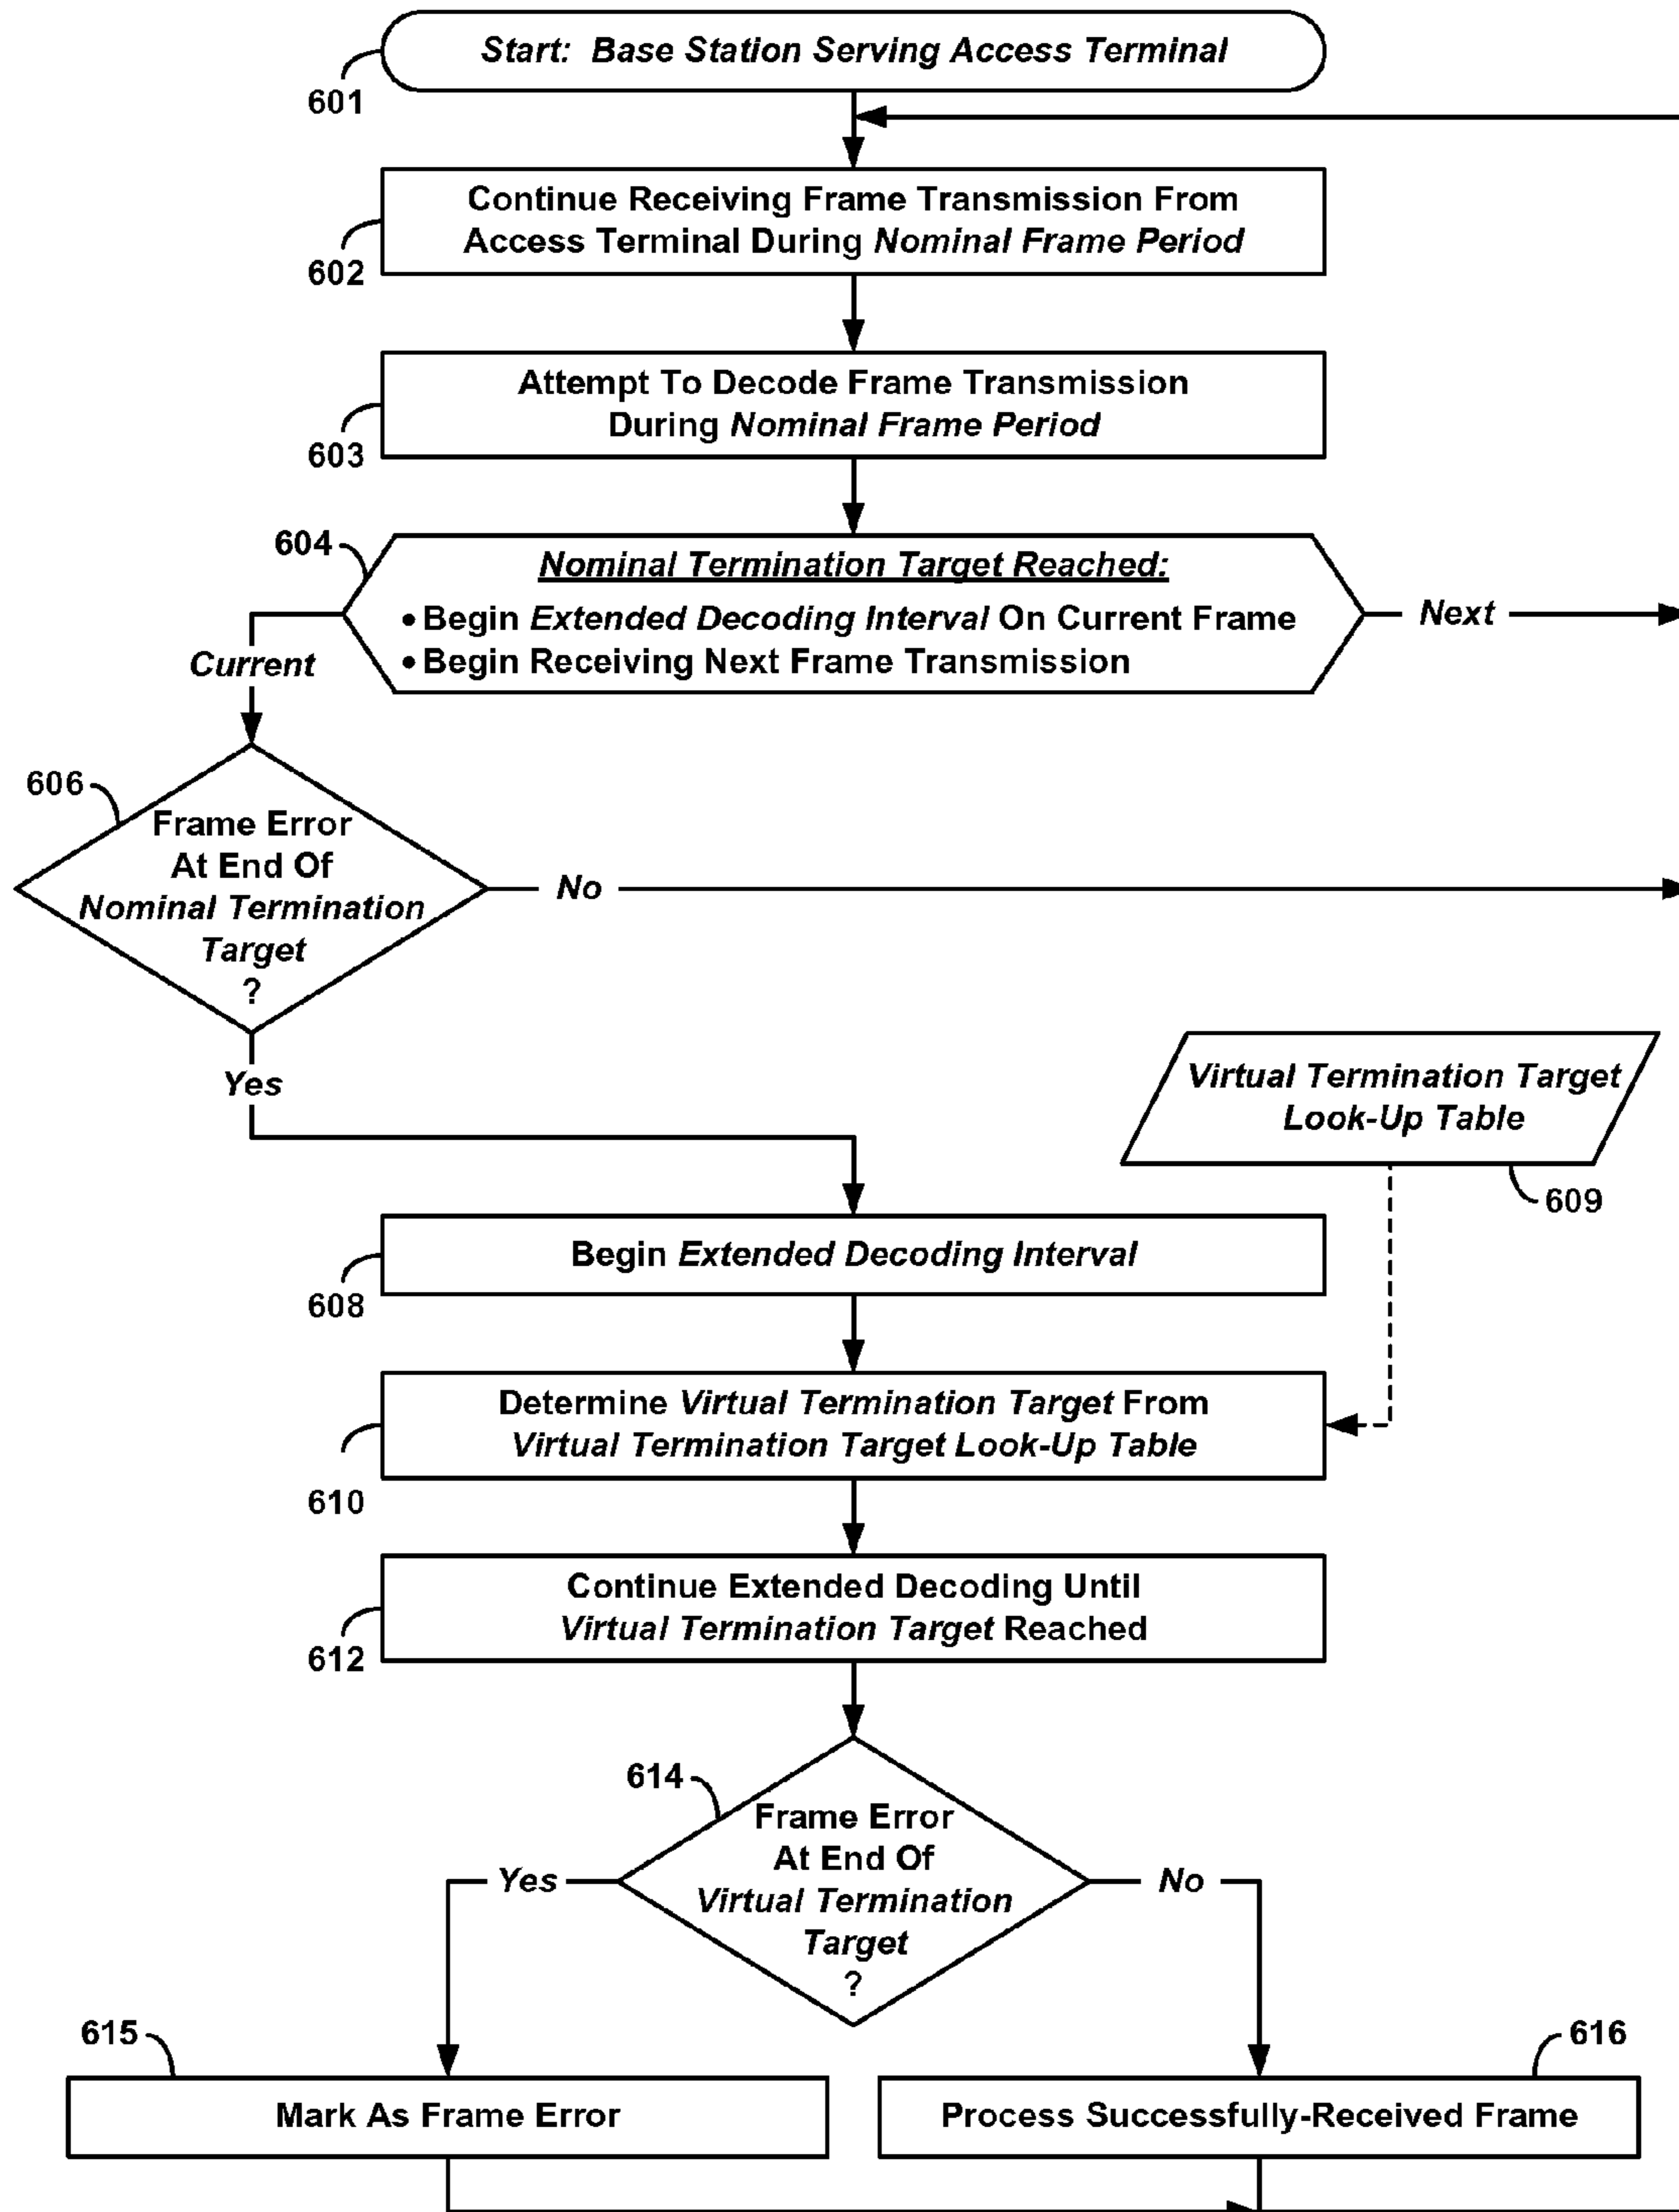 Start: Base Station Serving Access Terminal
601
Continue Receiving Frame Transmission From
Access Terminal During Nominal Frame Period
602
Attempt To Decode Frame Transmission
During Nominal Frame Period
603
604
Nominal Termination Target Reached:
• Begin Extended Decoding Interval On Current Frame
• Begin Receiving Next Frame Transmission
Next
Current
606
Frame Error
At End Of
Nominal Termination
Target
?
No
Yes
Virtual Termination Target
Look-Up Table
609
Begin Extended Decoding Interval
608
Determine Virtual Termination Target From
Virtual Termination Target Look-Up Table
610
Continue Extended Decoding Until
Virtual Termination Target Reached
612
614
Frame Error
At End Of
Virtual Termination
Target
?
Yes
No
615
616
Mark As Frame Error
Process Successfully-Received Frame